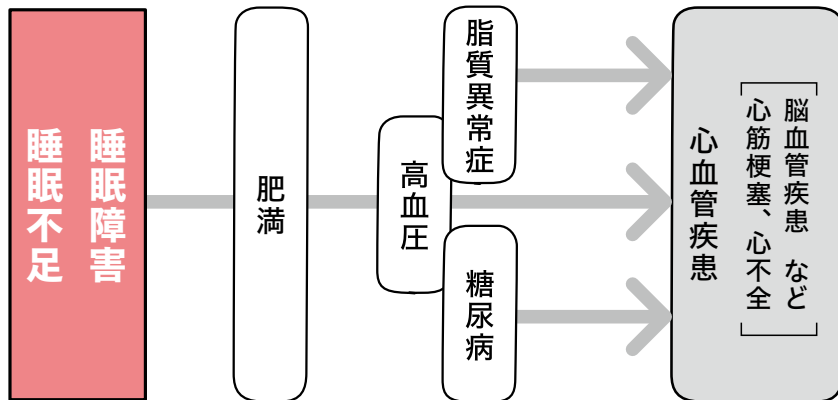 睡眠障害
睡眠不足
肥満
高血圧
脂質異常症
糖尿病
心血管疾患
脳血管疾患 など
心筋梗塞、心不全